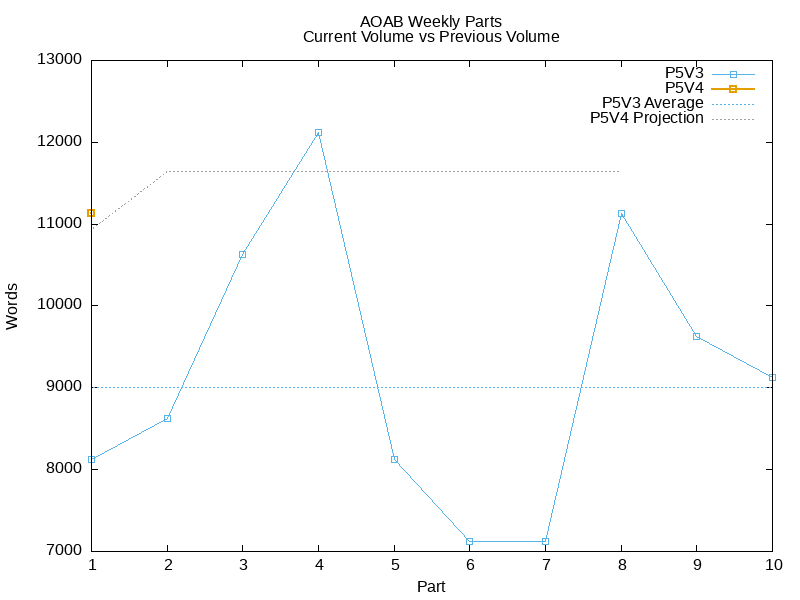 AOAB Weekly Parts
Current Volume vs Previous Volume
13000
12000
11000
10000
9000
8000
7000
Words
P5V3
P5V4
P5V3 Average
P5V4 Projection
1 2 3 4 5 6 7 8 9 10
Part